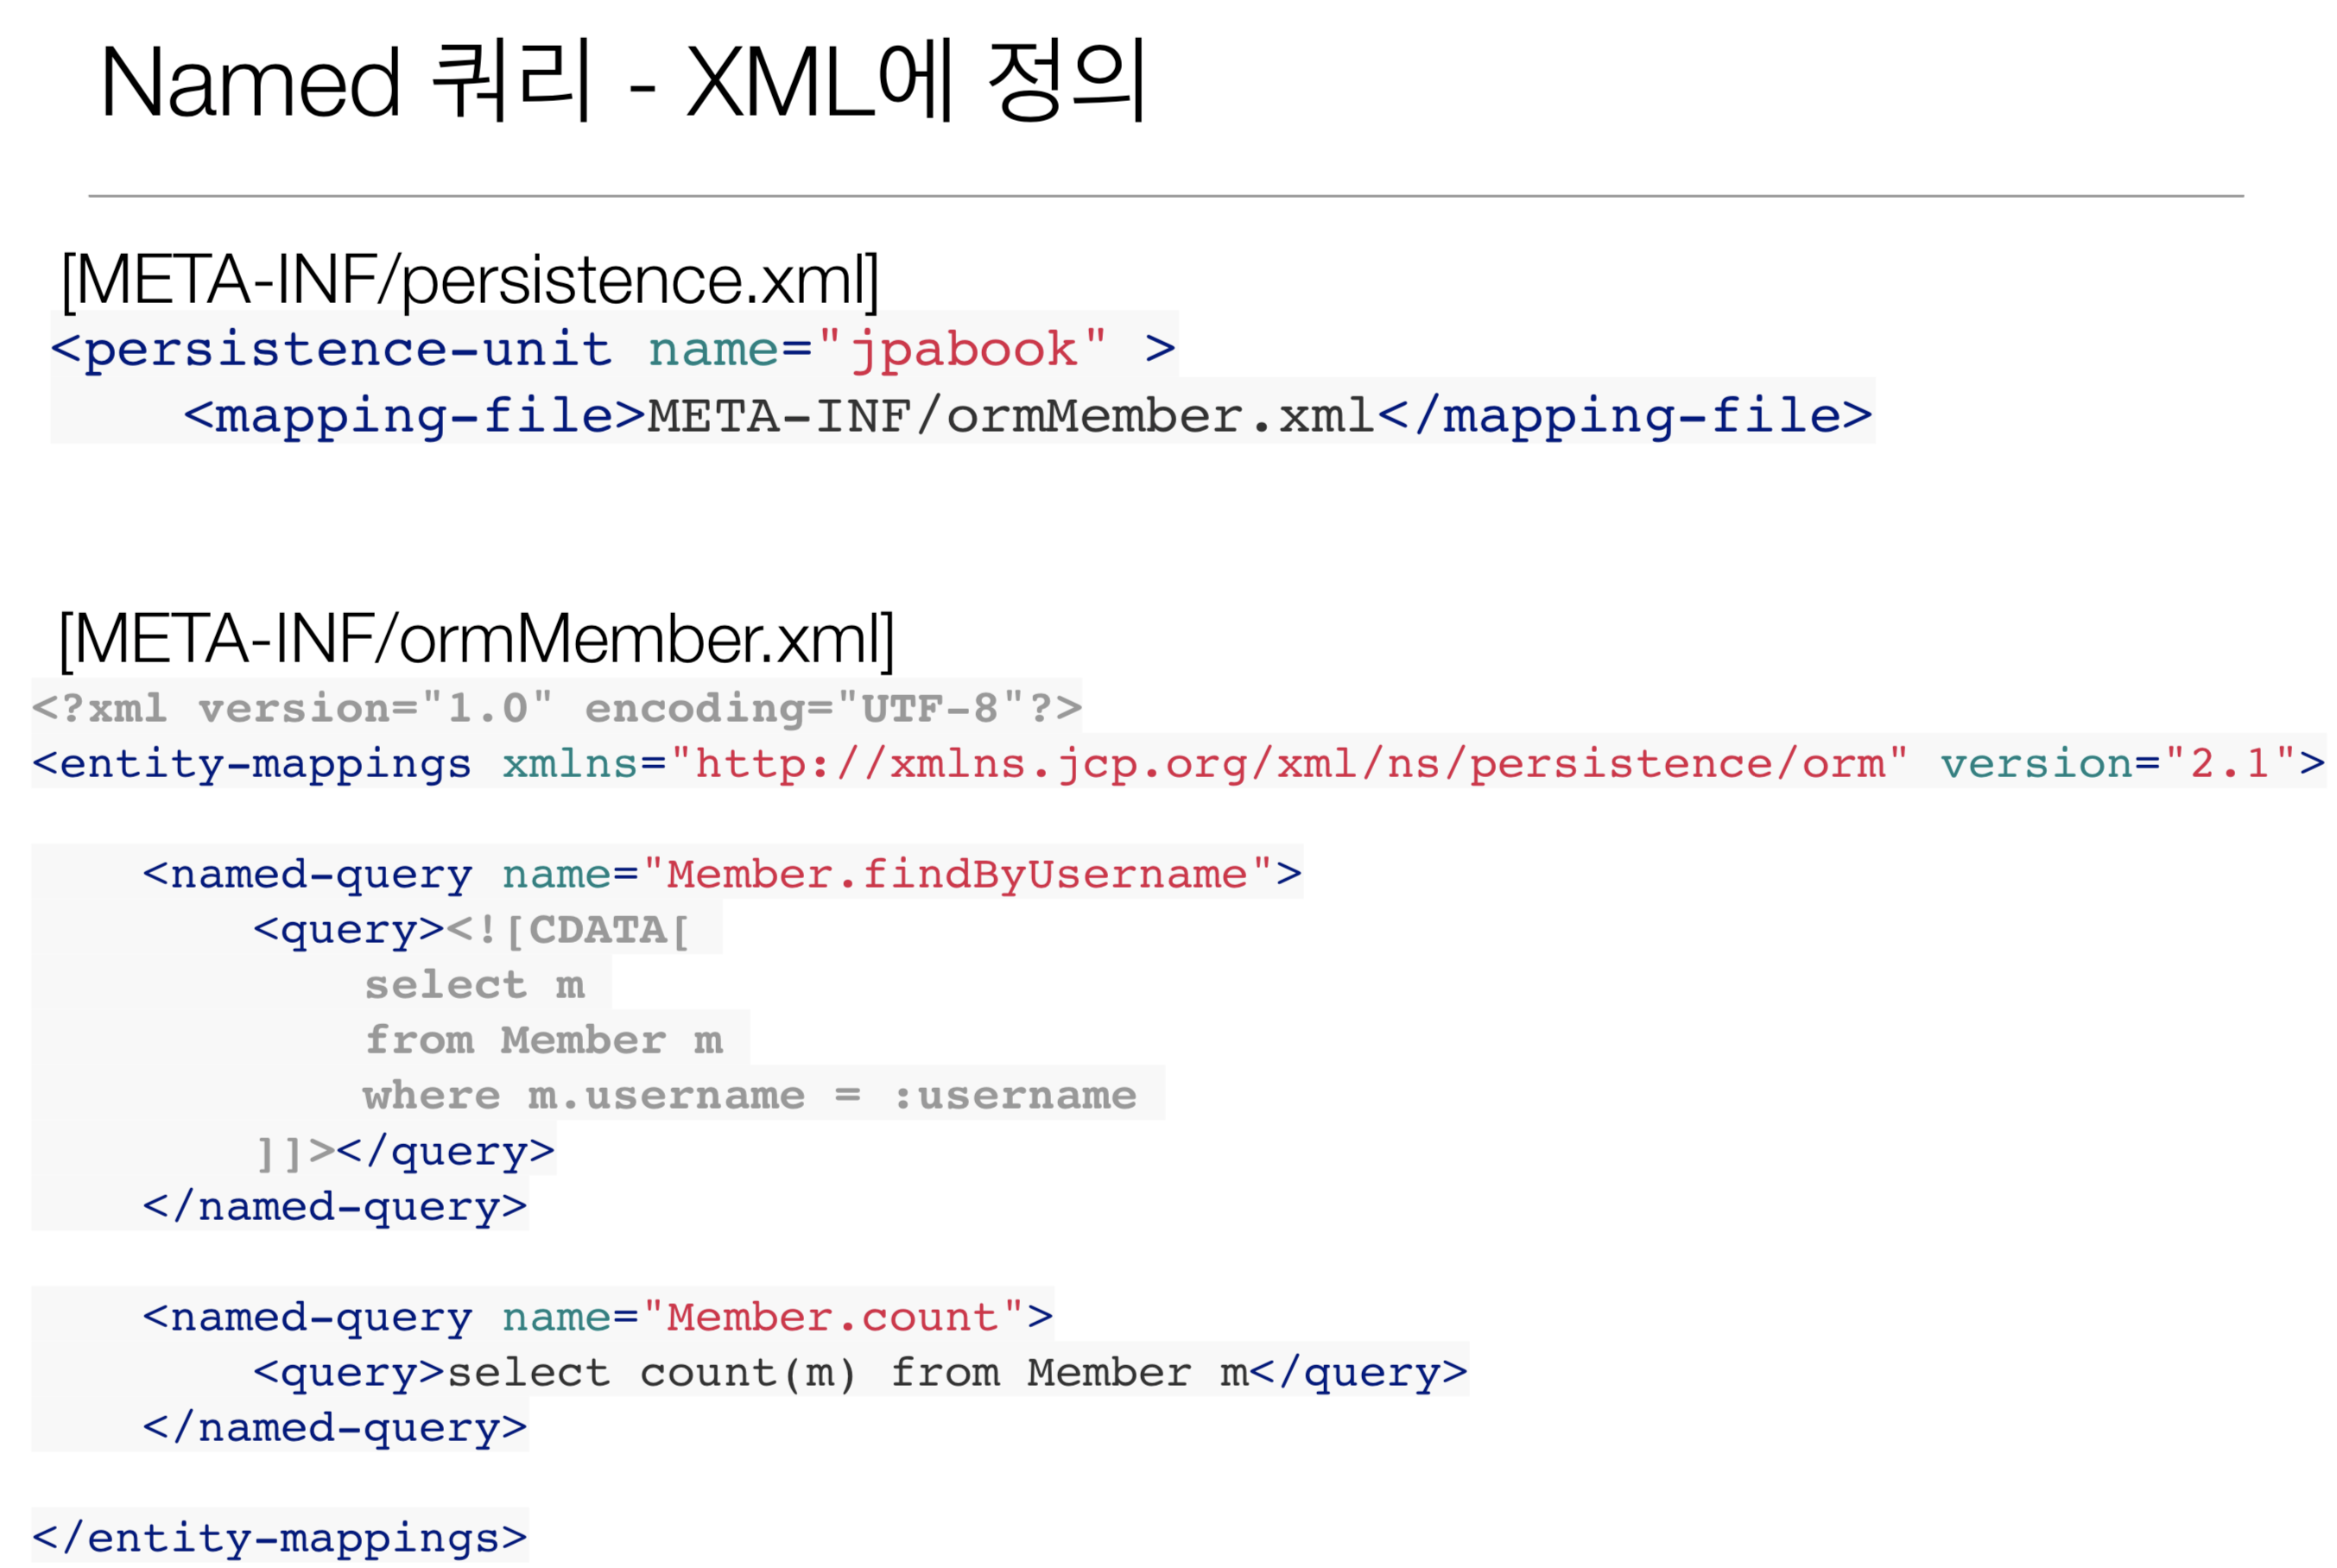 Named 쿼리 - XML에 정의
[META-INF/persistence.xml]
<persistence-unit name="jpabook" >
<mapping-file>META-INF/ormMember.xml</mapping-file>
[META-INF/ormMember.xml]
<?xml version="1.0" encoding="UTF-8"?>
<entity-mappings xmlns="http://xmlns.jcp.org/xml/ns/persistence/orm" version="2.1">
<named-query name="Member.findByUsername">
<query><![CDATA[
select m
from Member m
where m.username = :username
]]></query>
</named-query>
<named-query name="Member.count">
<query>select count(m) from Member m</query>
</named-query>
</entity-mappings>